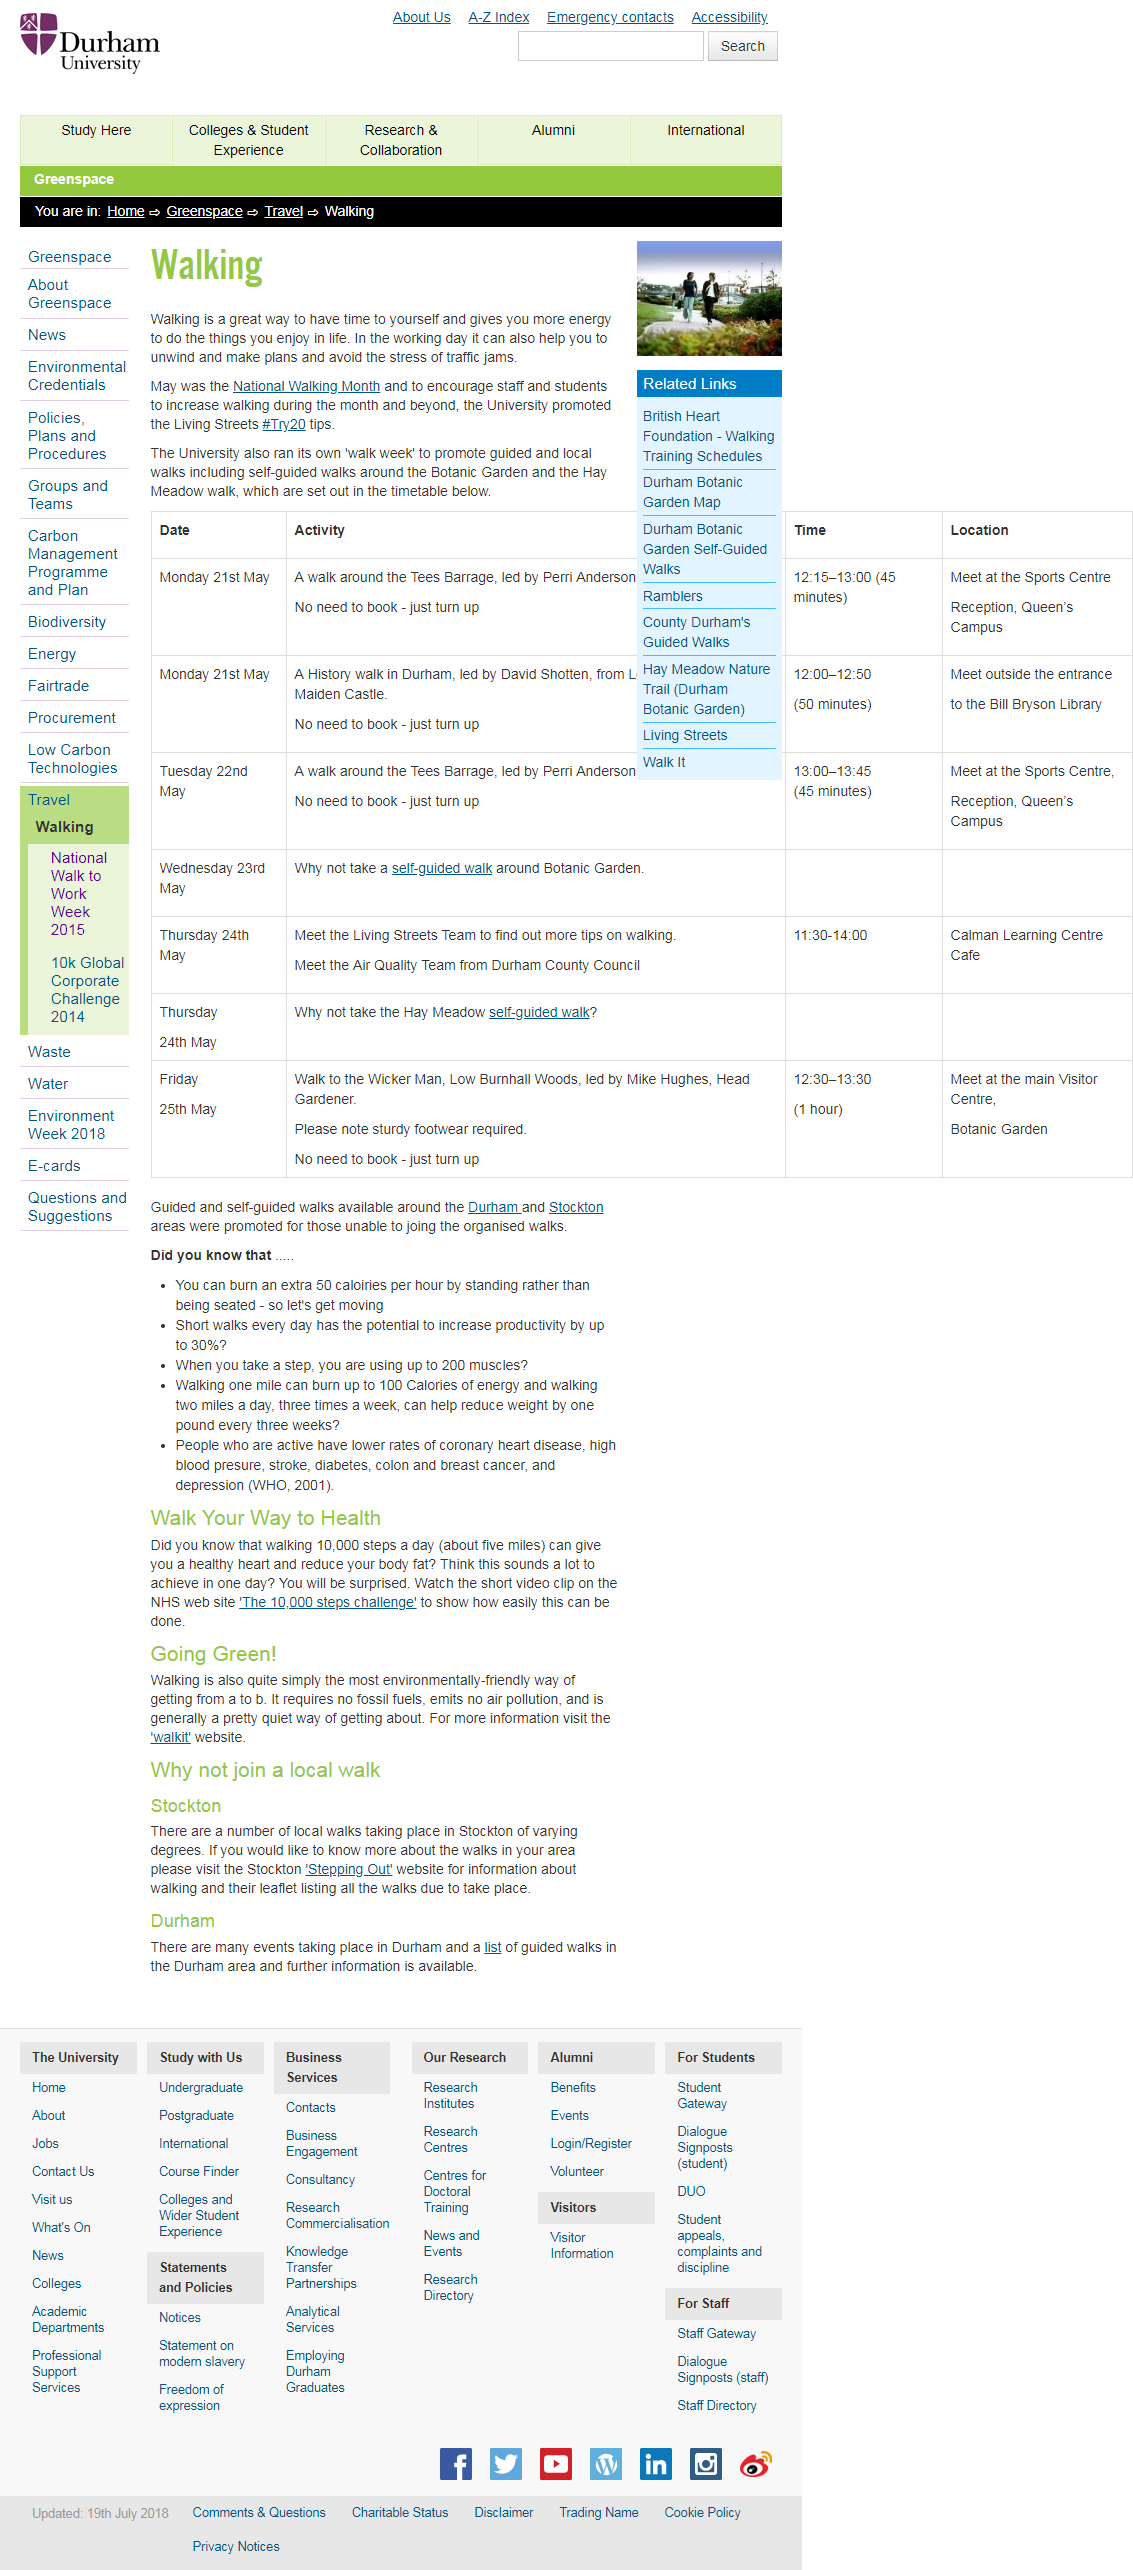 Durham
University
About Us A-Z Index Emergency contacts Accessibility
Search
Study Here
Colleges & Student
Experience
Research &
Collaboration
Alumni
International
Greenspace
You are in: Home ⇨ Greenspace ⇨ Travel ⇨ Walking
Greenspace
About
Greenspace
News
Environmental
Credentials
Policies,
Plans and
Procedures
Groups and
Teams
Carbon
Management
Programme
and Plan
Biodiversity
Energy
Fairtrade
Procurement
Low Carbon
Technologies
Travel
Walking
National
Walk to
Work
Week
2015
10k Global
Corporate
Challenge
2014
Waste
Water
Environment
Week 2018
E-cards
Questions and
Suggestions
Walking
Walking is a great way to have time to yourself and gives you more energy
to do the things you enjoy in life. In the working day it can also help you to
unwind and make plans and avoid the stress of traffic jams.
May was the National Walking Month and to encourage staff and students
to increase walking during the month and beyond, the University promoted
the Living Streets #Try20 tips.
The University also ran its own 'walk week' to promote guided and local
walks including self-guided walks around the Botanic Garden and the Hay
Meadow walk, which are set out in the timetable below.
Related Links
British Heart
Foundation - Walking
Training Schedules
Durham Botanic
Garden Map
Durham Botanic
Garden Self-Guided
Walks
Ramblers
County Durham's
Guided Walks
Hay Meadow Nature
Trail (Durham
Botanic Garden)
Living Streets
Walk It
Date Activity Time Location
Monday 21st May
A walk around the Tees Barrage, led by Perri Anderson
No need to book - just turn up
12:15–13:00 (45
minutes)
Meet at the Sports Centre
Reception, Queen’s
Campus
Monday 21st May
A History walk in Durham, led by David Shotten, from
Maiden Castle.
No need to book - just turn up
12:00–12:50
(50 minutes)
Meet outside the entrance
to the Bill Bryson Library
Tuesday 22nd
May
A walk around the Tees Barrage, led by Perri Anderson
No need to book - just turn up
13:00–13:45
(45 minutes)
Meet at the Sports Centre,
Reception, Queen’s
Campus
Wednesday 23rd
May
Why not take a self-guided walk around Botanic Garden.
Thursday 24th
May
Meet the Living Streets Team to find out more tips on walking.
Meet the Air Quality Team from Durham County Council
11:30-14:00
Calman Learning Centre
Cafe
Thursday
24th May
Why not take the Hay Meadow self-guided walk?
Friday
25th May
Walk to the Wicker Man, Low Burnhall Woods, led by Mike Hughes, Head
Gardener.
Please note sturdy footwear required.
No need to book - just turn up
12:30–13:30
(1 hour)
Meet at the main Visitor
Centre,
Botanic Garden
Guided and self-guided walks available around the Durham and Stockton
areas were promoted for those unable to joing the organised walks.
Did you know that .....
• You can burn an extra 50 caloiries per hour by standing rather than
being seated - so let's get moving
• Short walks every day has the potential to increase productivity by up
to 30%?
• When you take a step, you are using up to 200 muscles?
• Walking one mile can burn up to 100 Calories of energy and walking
two miles a day, three times a week, can help reduce weight by one
pound every three weeks?
• People who are active have lower rates of coronary heart disease, high
blood presure, stroke, diabetes, colon and breast cancer, and
depression (WHO, 2001).
Walk Your Way to Health
Did you know that walking 10,000 steps a day (about five miles) can give
you a healthy heart and reduce your body fat? Think this sounds a lot to
achieve in one day? You will be surprised. Watch the short video clip on the
NHS web site 'The 10,000 steps challenge' to show how easily this can be
done.
Going Green!
Walking is also quite simply the most environmentally-friendly way of
getting from a to b. It requires no fossil fuels, emits no air pollution, and is
generally a pretty quiet way of getting about. For more information visit the
'walkit' website.
Why not join a local walk
Stockton
There are a number of local walks taking place in Stockton of varying
degrees. If you would like to know more about the walks in your area
please visit the Stockton 'Stepping Out' website for information about
walking and their leaflet listing all the walks due to take place.
Durham
There are many events taking place in Durham and a list of guided walks in
the Durham area and further information is available.
The University
Home
About
Jobs
Contact Us
Visit us
What's On
News
Colleges
Academic
Departments
Professional
Support
Services
Study with Us
Undergraduate
Postgraduate
International
Course Finder
Colleges and
Wider Student
Experience
Statements
and Policies
Notices
Statement on
modern slavery
Freedom of
expression
Business
Services
Contacts
Business
Engagement
Consultancy
Research
Commercialisation
Knowledge
Transfer
Partnerships
Analytical
Services
Employing
Durham
Graduates
Our Research
Research
Institutes
Research
Centres
Centres for
Doctoral
Training
News and
Events
Research
Directory
Alumni
Benefits
Events
Login/Register
Volunteer
Visitors
Visitor
Information
For Students
Student
Gateway
Dialogue
Signposts
(student)
DUO
Student
appeals,
complaints and
discipline
For Staff
Staff Gateway
Dialogue
Signposts (staff)
Staff Directory
Updated: 19th July 2018 Comments & Questions Charitable Status Disclaimer Trading Name Cookie Policy
Privacy Notices